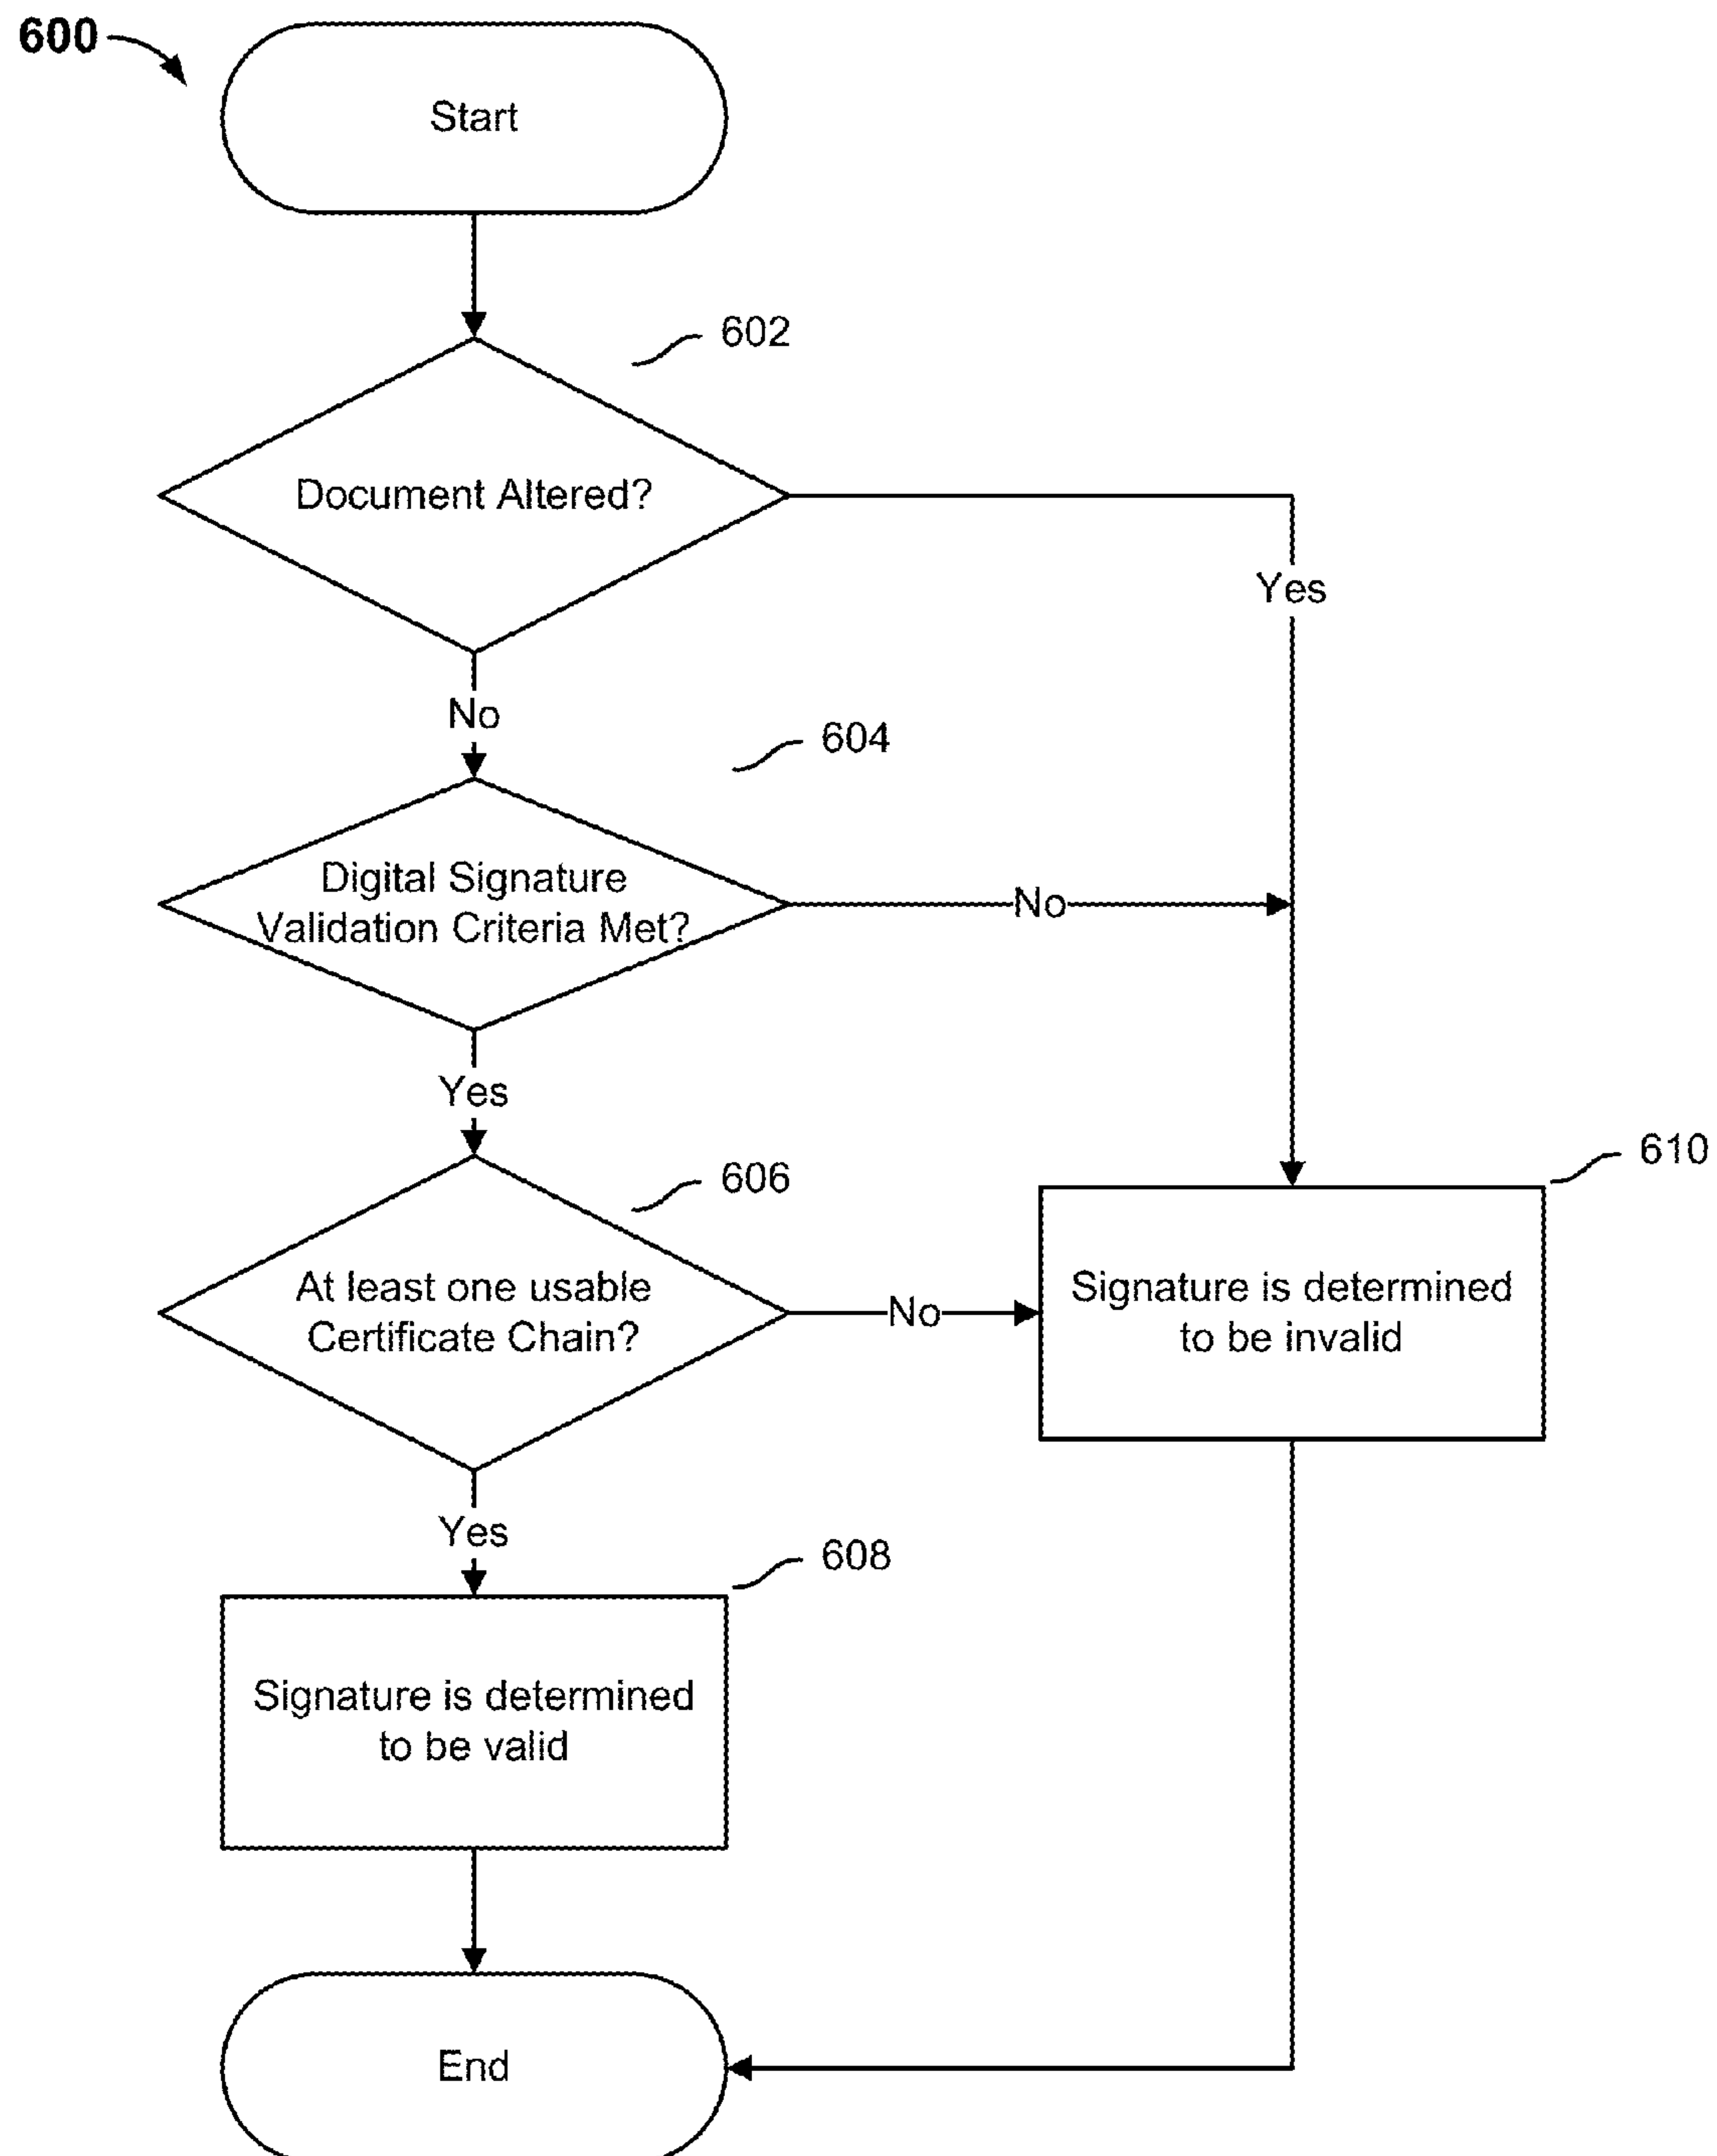 600
Start
602
Document Altered?
Yes
No
604
Digital Signature
Validation Criteria Met?
No
Yes
606
610
At least one usable
Certificate Chain?
No
Signature is determined
to be invalid
Yes
608
Signature is determined
to be valid
End